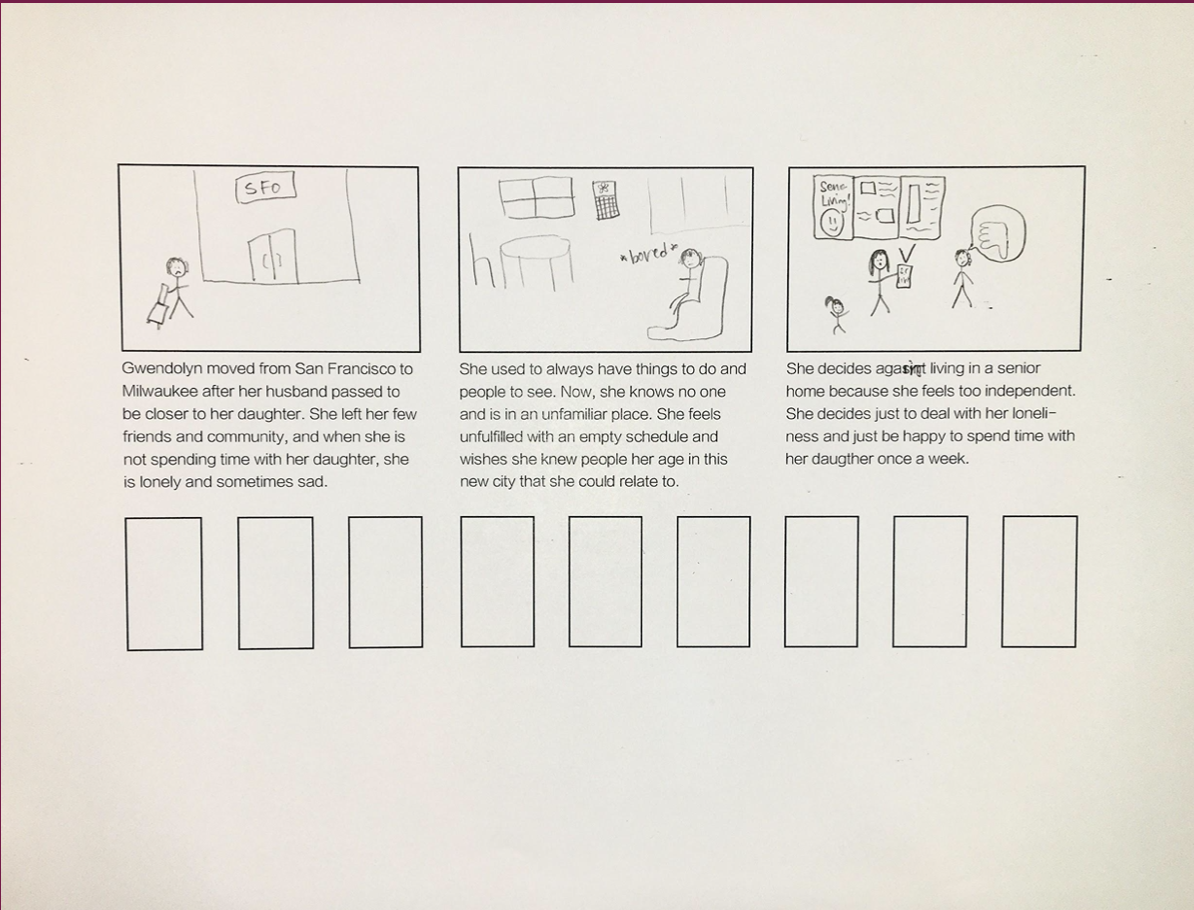 SFO
Gwendolyn moved from San Francisco to
Milwaukee after her husband passed to
be closer to her daughter. She left her few
friends and community, and when she is
not spending time with her daughter, she
is lonely and sometimes sad.
*bored*
She used to always have things to do and
people to see. Now, she knows no one
and is in an unfamiliar place. She feels
unfulfilled with an empty schedule and
wishes she knew people her age in this
new city that she could relate to.
Living!
She decides against living in a senior
home because she feels too independent.
She decides just to deal with her loneli-
ness and just be happy to spend time with
her daugther once a week.